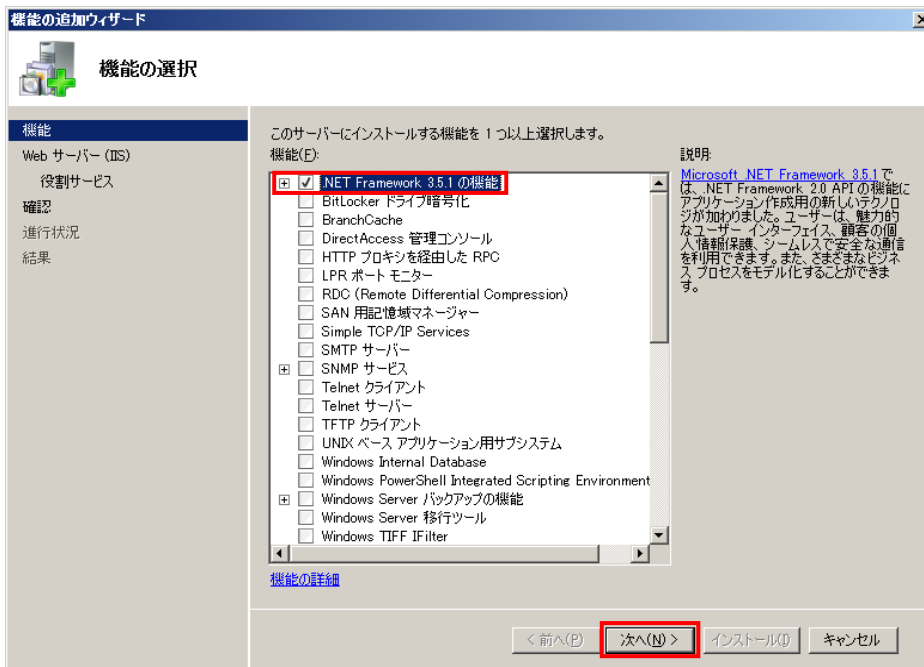 機能の追加ウィザード
機能の選択
機能
Web サーバー (IIS)
役割サービス
確認
進行状況
結果
このサーバーにインストールする機能を 1 つ以上選択します。
機能(F):
.NET Framework 3.5.1 の機能
BitLocker ドライブ暗号化
BranchCache
DirectAccess 管理コンソール
HTTP プロキシを経由した RPC
LPR ポート モニター
RDC (Remote Differential Compression)
SAN 用記憶域マネージャー
Simple TCP/IP Services
SMTP サーバー
SNMP サービス
Telnet クライアント
Telnet サーバー
TFTP クライアント
UNIX ベース アプリケーション用サブシステム
Windows Internal Database
Windows PowerShell Integrated Scripting Environment
Windows Server バックアップの機能
Windows Server 移行ツール
Windows TIFF IFilter
機能の詳細
説明:
Microsoft .NET Framework 3.5.1 で
は、.NET Framework 2.0 API の機能に
アプリケーション作成用の新しいテクノロ
ジが加わりました。ユーザーは、魅力的
なユーザー インターフェイス、顧客の個
人情報保護、シームレスで安全な通信
を利用できます。また、さまざまなビジネ
ス プロセスをモデル化することができま
す。
< 前へ(P)
次へ(N) >
インストール(I)
キャンセル